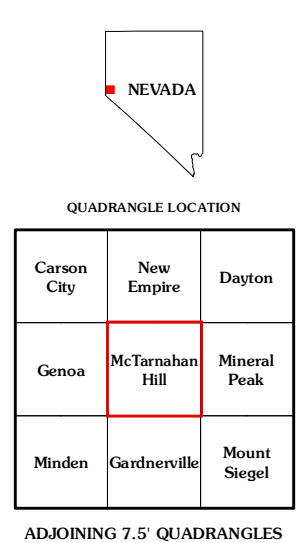 NEVADA
QUADRANGLE LOCATION
Carson
City
New
Empire
Dayton
Genoa
McTarnahan
Hill
Mineral
Peak
Minden
Gardnerville
Mount
Siegel
ADJOINING 7.5' QUADRANGLES